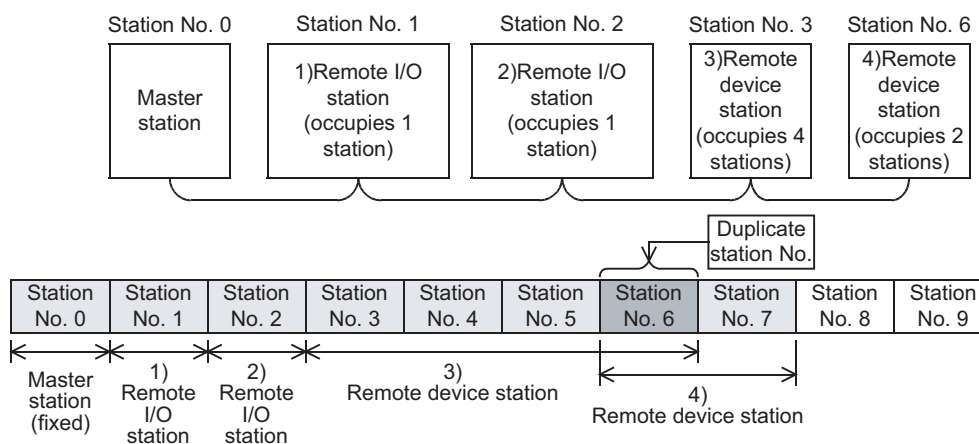 Station No. 0
Station No. 1
Station No. 2
Station No. 3
Station No. 6
Master
station
1)Remote I/O
station
(occupies 1
station)
2)Remote I/O
station
(occupies 1
station)
3)Remote
device
station
(occupies 4
stations)
4)Remote
device
station
(occupies 2
stations)
Duplicate
station No.
Station
No. 0
Station
No. 1
Station
No. 2
Station
No. 3
Station
No. 4
Station
No. 5
Station
No. 6
Station
No. 7
Station
No. 8
Station
No. 9
Master
station
(fixed)
1)
Remote
I/O
station
2)
Remote
I/O
station
3)
Remote device station
4)
Remote device station